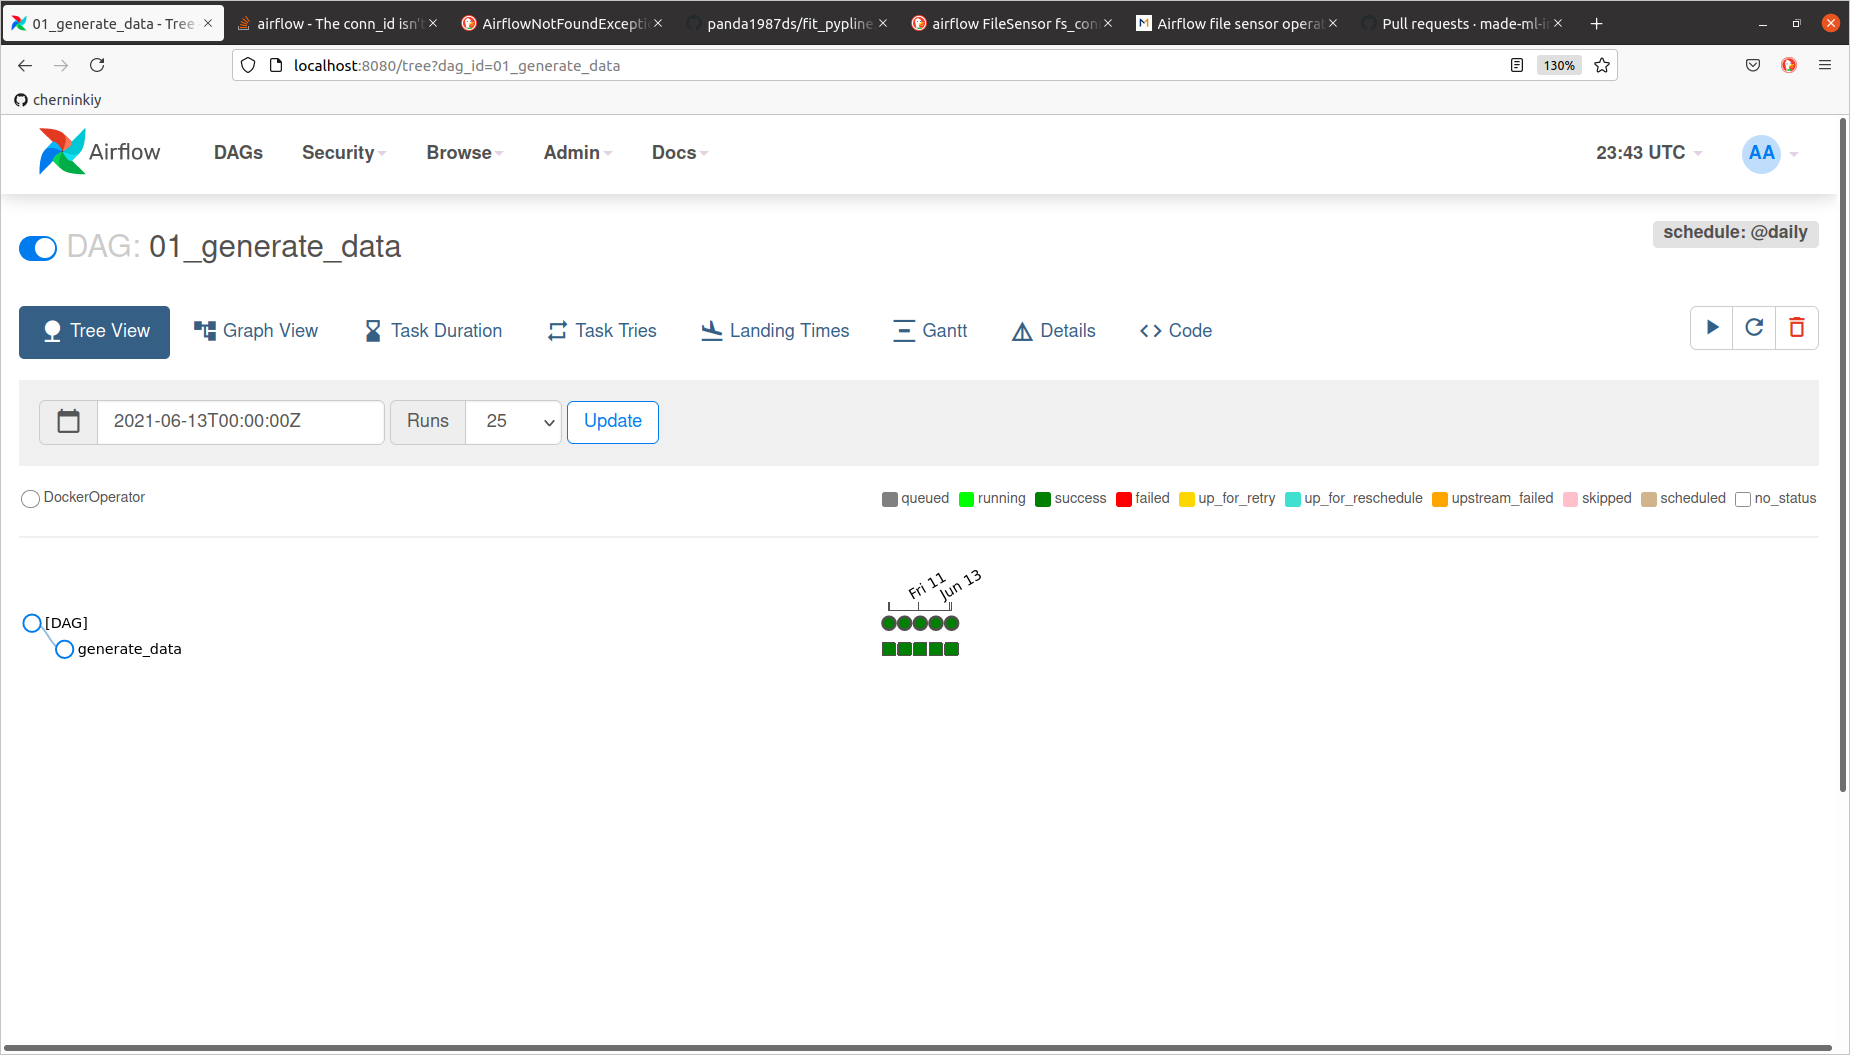 01_generate_data - Tree
airflow - The conn_id isn't
AirflowNotFoundExcepti
panda1987ds/fit_pypline
airflow FileSensor fs_con
Airflow file sensor operat
Pull requests · made-ml-i
localhost:8080/tree?dag_id=01_generate_data
130%
cherninkiy
Airflow
DAGs
Security
Browse
Admin
Docs
23:43 UTC
AA
DAG: 01_generate_data
schedule: @daily
Tree View
Graph View
Task Duration
Task Tries
Landing Times
Gantt
Details
Code
2021-06-13T00:00:00Z
Runs
25
Update
DockerOperator
queued
running
success
failed
up_for_retry
up_for_reschedule
upstream_failed
skipped
scheduled
no_status
Fri 11
Jun 13
[DAG]
generate_data